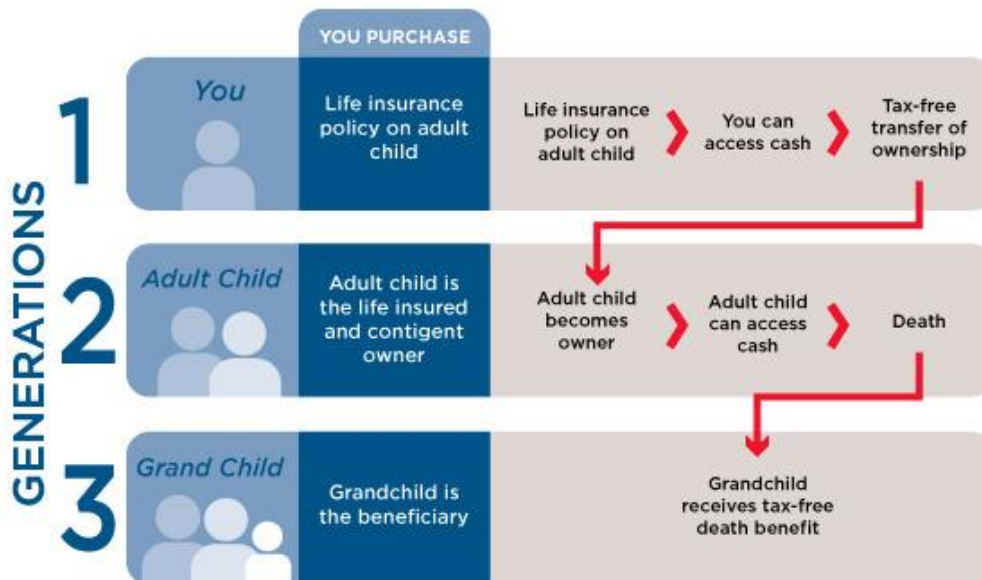 GENERATIONS
YOU PURCHASE
1
You
Life insurance
policy on adult
child
Life insurance
policy on
adult child
You can
access cash
Tax-free
transfer of
ownership
2
Adult Child
Adult child is
the life insured
and contigent
owner
Adult child
becomes
owner
Adult child
can access
cash
Death
3
Grand Child
Grandchild is
the beneficiary
Grandchild
receives tax-free
death benefit